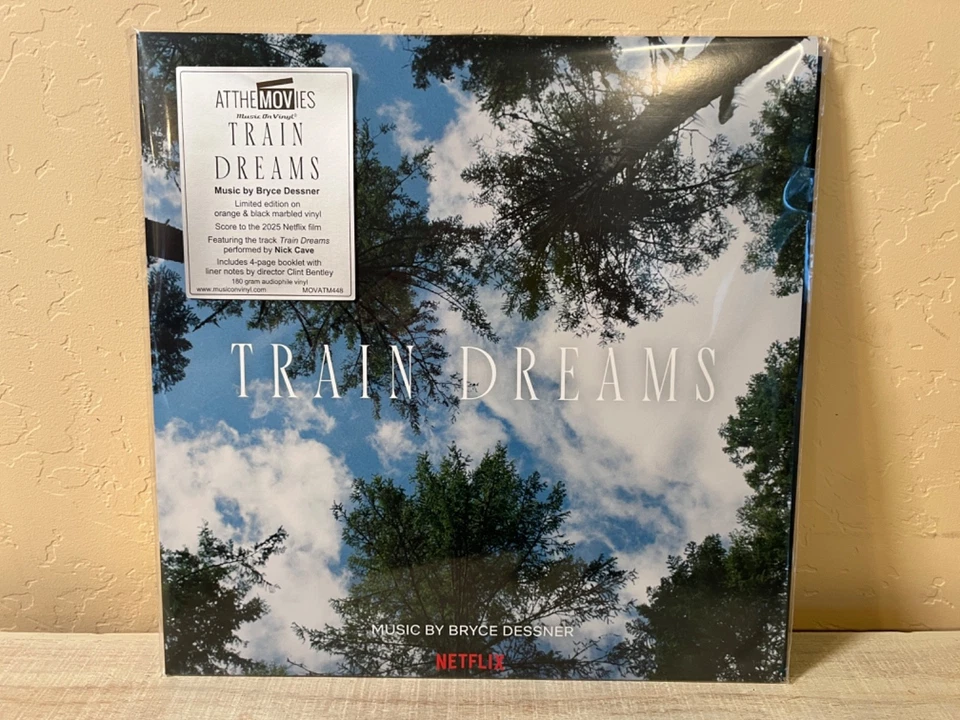 ATTHEMOVIES
Music On Vinyl®
TRAIN
DREAMS
Music by Bryce Dessner
Limited edition on
orange & black marbled vinyl
Score to the 2025 Netflix film
Featuring the track Train Dreams
performed by Nick Cave
Includes 4-page booklet with
liner notes by director Clint Bentley
180 gram audiophile vinyl
www.musiconvinyl.com MOVATM448
TRAIN DREAMS
MUSIC BY BRYCE DESSNER
NETFLIX